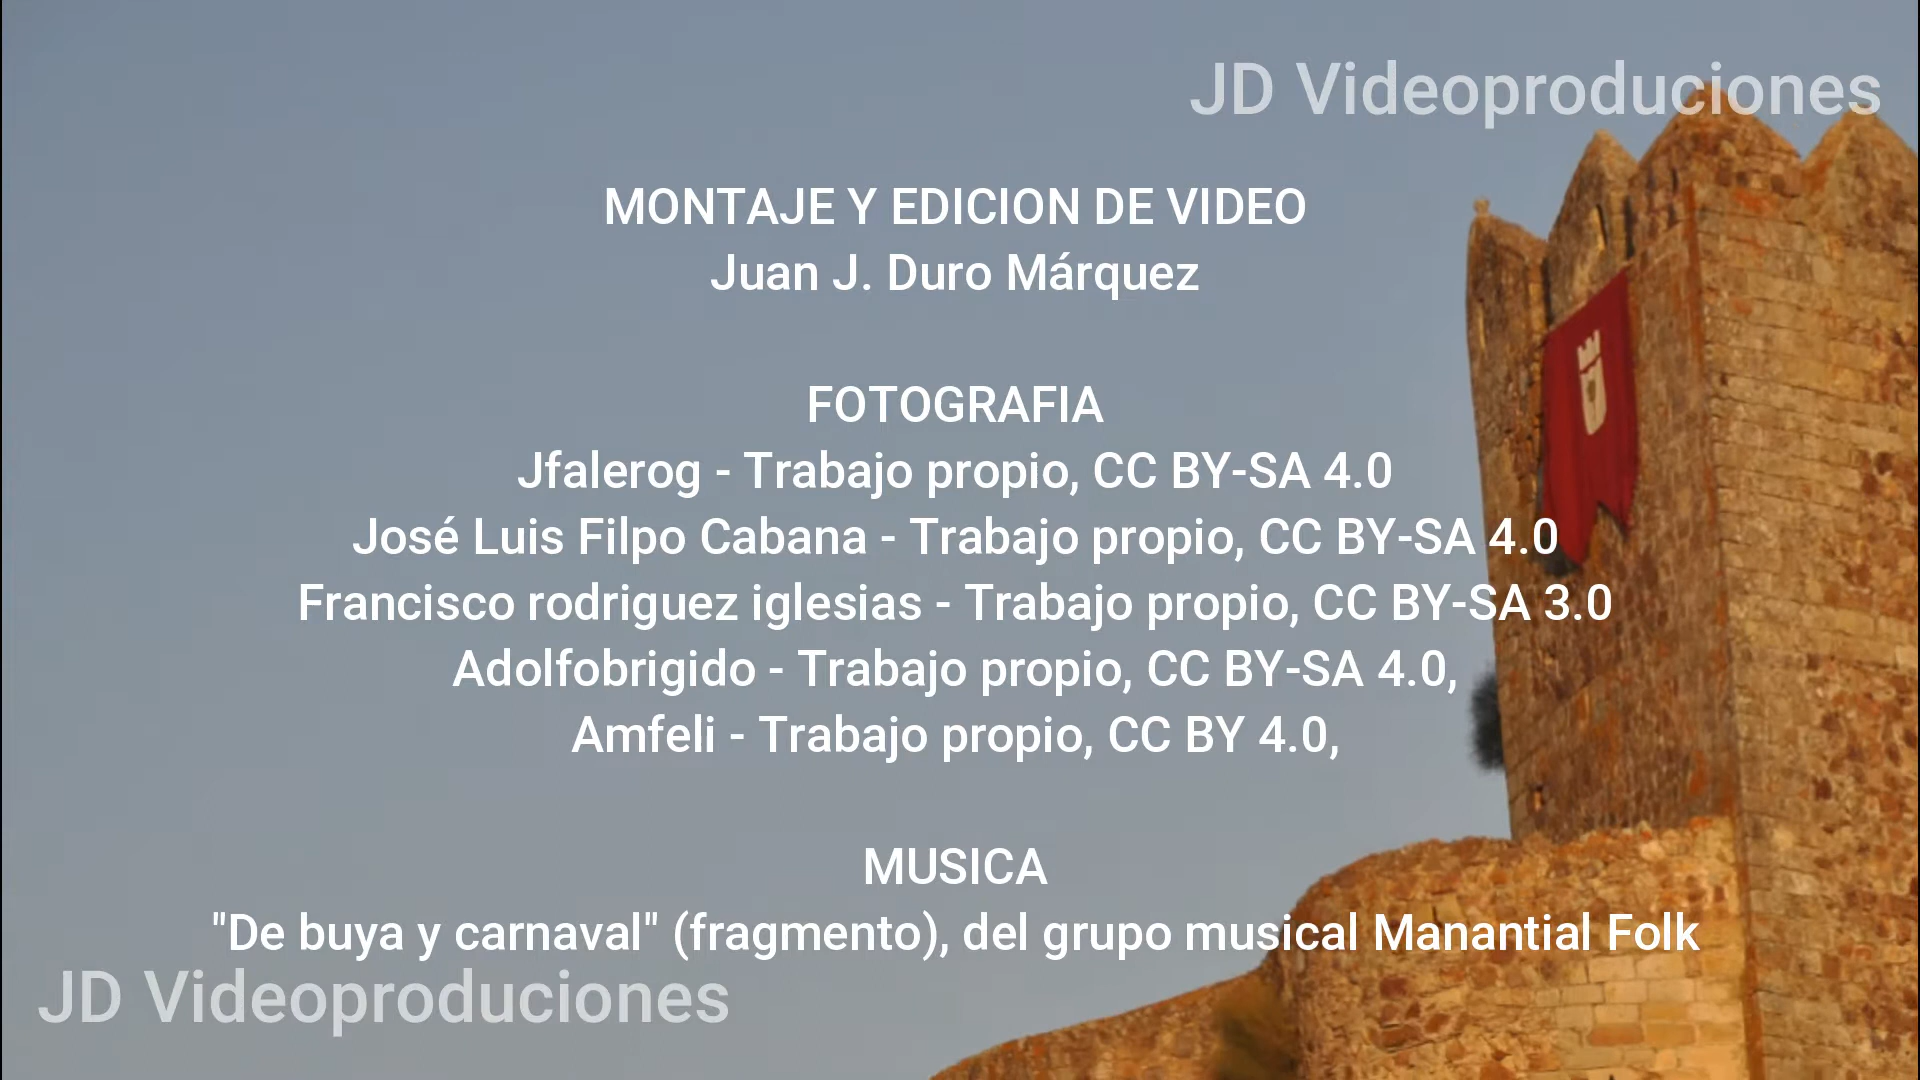 JD Videoproduciones
MONTAJE Y EDICION DE VIDEO
Juan J. Duro Márquez
FOTOGRAFIA
Jfalerog - Trabajo propio, CC BY-SA 4.0
José Luis Filpo Cabana - Trabajo propio, CC BY-SA 4.0
Francisco rodriguez iglesias - Trabajo propio, CC BY-SA 3.0
Adolfobrigido - Trabajo propio, CC BY-SA 4.0,
Amfeli - Trabajo propio, CC BY 4.0,
MUSICA
"De buya y carnaval" (fragmento), del grupo musical Manantial Folk
JD Videoproduciones